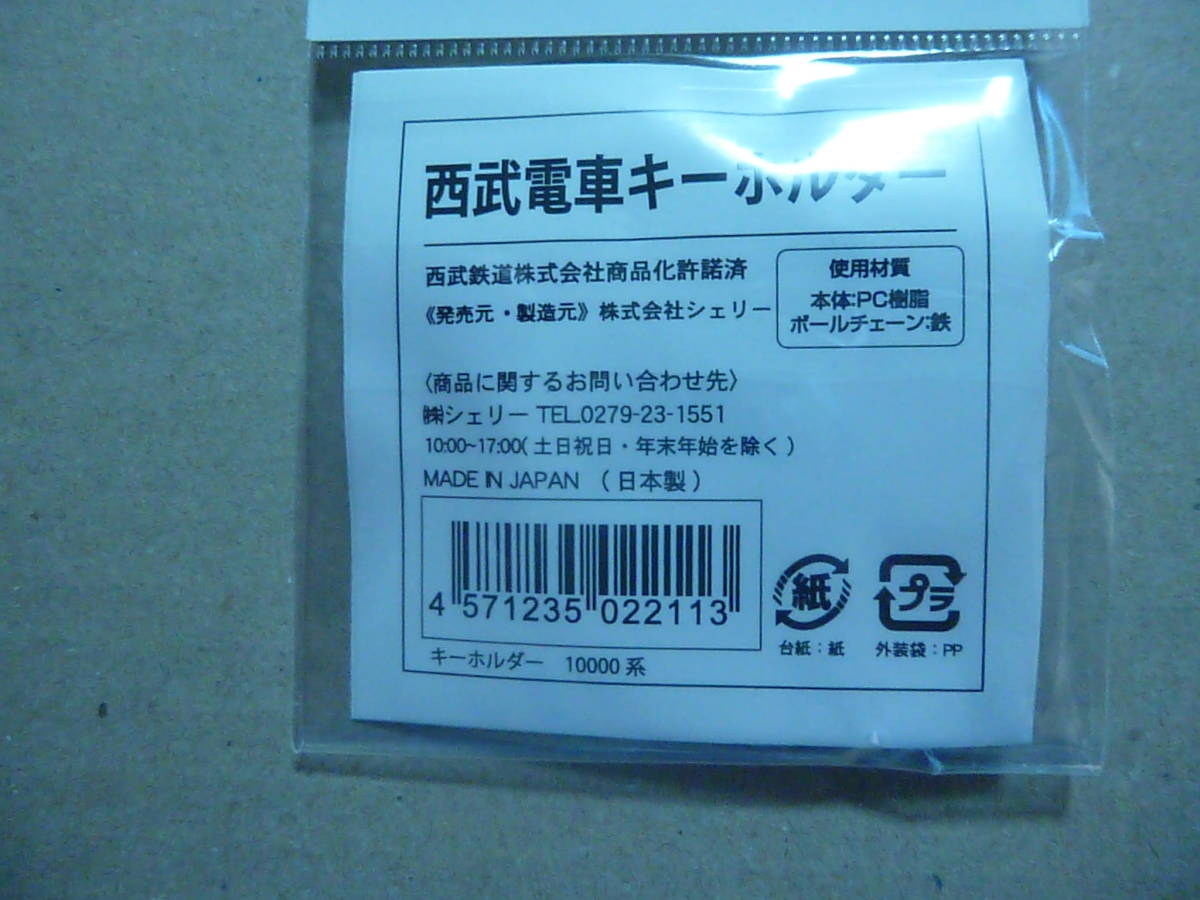 西武電車キーホルダー
西武鉄道株式会社商品化許諾済
《発売元・製造元》株式会社シェリー
使用材質
本体:PC樹脂
ボールチェーン:鉄
〈商品に関するお問い合わせ先〉
㈱シェリー TEL.0279-23-1551
10:00~17:00(土日祝日・年末年始を除く)
MADE IN JAPAN (日本製)
4 571235 022113
キーホルダー 10000系
紙
台紙:紙
プラ
外装袋:PP